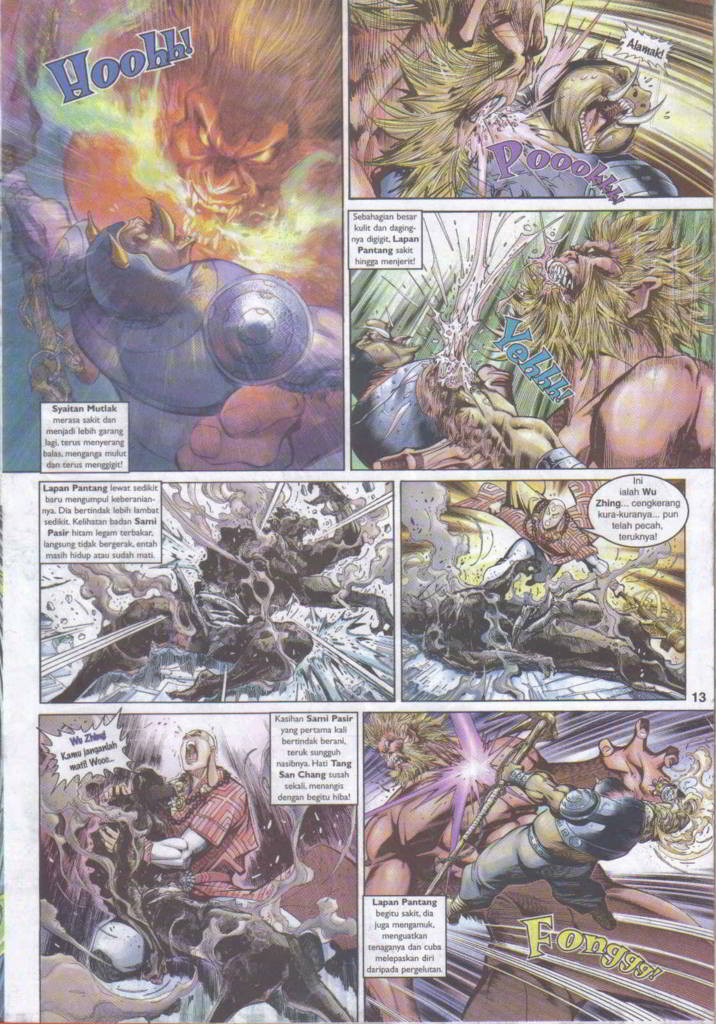 Hoohh!
Syaitan Mutlak
merasa sakit dan
menjadi lebih garang
lagi, terus menyerang
balas, menganga mulut
dan terus menggigit!
Alamak!
Poooohhh!
Sebahagian besar
kulit dan daging-
nya digigit, Lapan
Pantang sakit
hingga menjerit!
Yehhhh!
Lapan Pantang lewat sedikit
baru mengumpul keberanian-
nya. Dia bertindak lebih lambat
sedikit. Kelihatan badan Sami
Pasir hitam legam terbakar,
langsung tidak bergerak, entah
masih hidup atau sudah mati.
Ini
ialah Wu
Zhing... cengkerang
kura-kuranya... pun
telah pecah,
teruknya!
13
Wu Zhing!
Kamu janganlah
mati! Wooo...
Kasihan Sami Pasir
yang pertama kali
bertindak berani,
teruk sungguh
nasibnya. Hati Tang
San Chang susah
sekali, menangis
dengan begitu hiba!
Lapan Pantang
begitu sakit, dia
juga mengamuk,
menguatkan
tenaganya dan cuba
melepaskan diri
daripada pergelutan.
Fonggg!